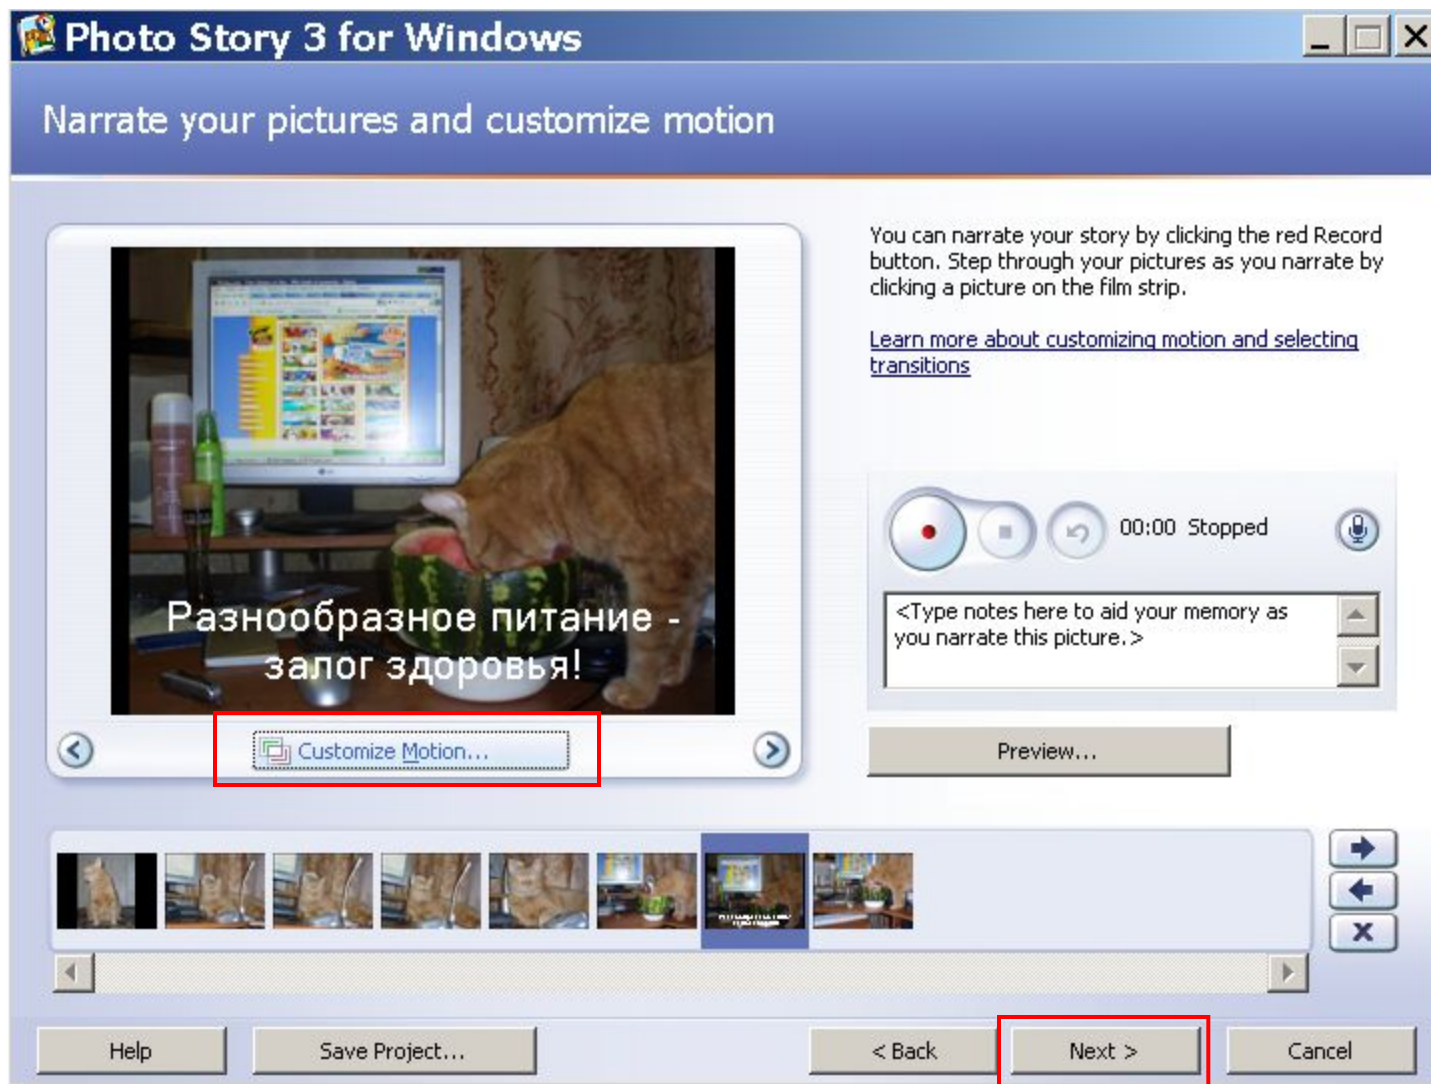 Photo Story 3 for Windows
Narrate your pictures and customize motion
You can narrate your story by clicking the red Record
button. Step through your pictures as you narrate by
clicking a picture on the film strip.
Learn more about customizing motion and selecting
transitions
Разнообразное питание -
залог здоровья!
00:00 Stopped
<Type notes here to aid your memory as
you narrate this picture.>
Customize Motion...
Preview...
Help
Save Project...
< Back
Next >
Cancel